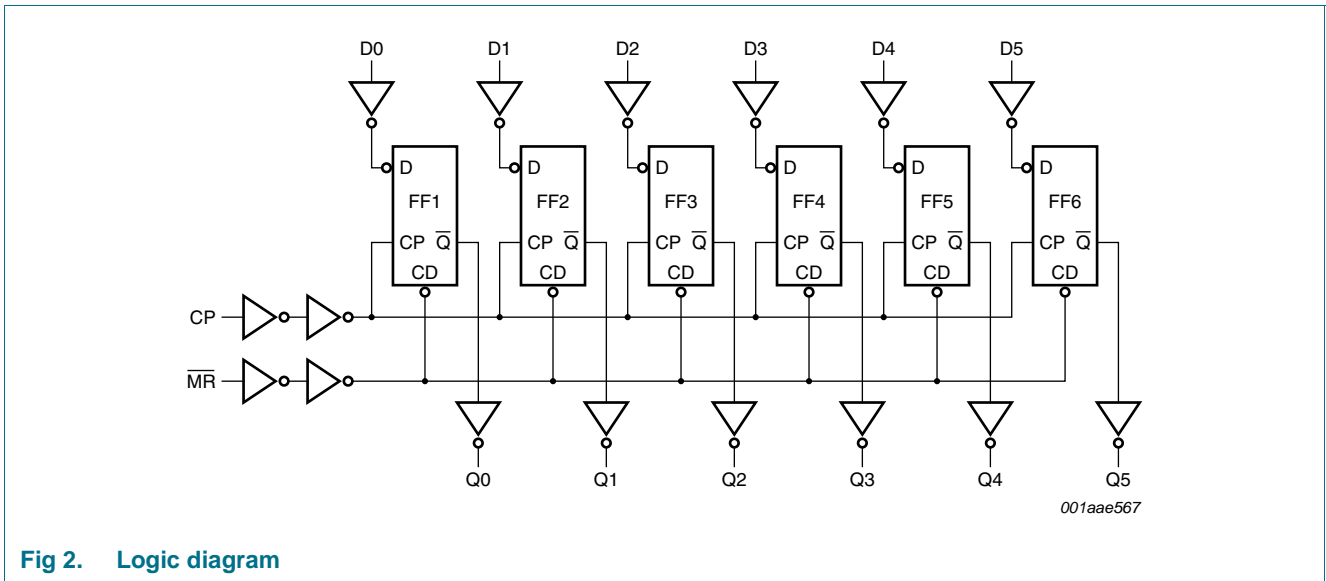 D0 D1 D2 D3 D4 D5
D D D D D D
FF1 FF2 FF3 FF4 FF5 FF6
CP Q̅ CP Q̅ CP Q̅ CP Q̅ CP Q̅ CP Q̅
CD CD CD CD CD CD
CP
M̅R̅
Q0 Q1 Q2 Q3 Q4 Q5
001aae567
Fig 2. Logic diagram